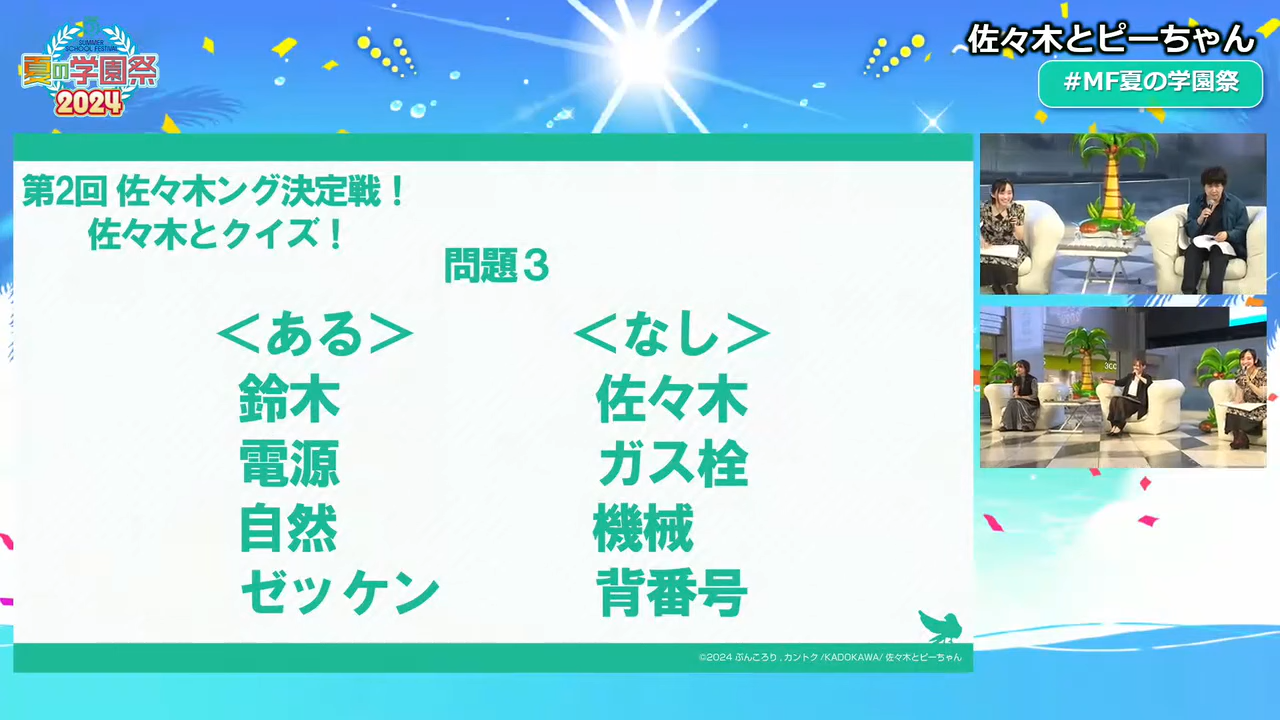 SUMMER
SCHOOL FESTIVAL
夏の学園祭
2024
佐々木とピーちゃん
#MF夏の学園祭
第2回 佐々木ング決定戦！
佐々木とクイズ！
問題３
＜ある＞ ＜なし＞
鈴木 佐々木
電源 ガス栓
自然 機械
ゼッケン 背番号
©2024 ぶんころり , カントク /KADOKAWA/ 佐々木とピーちゃん